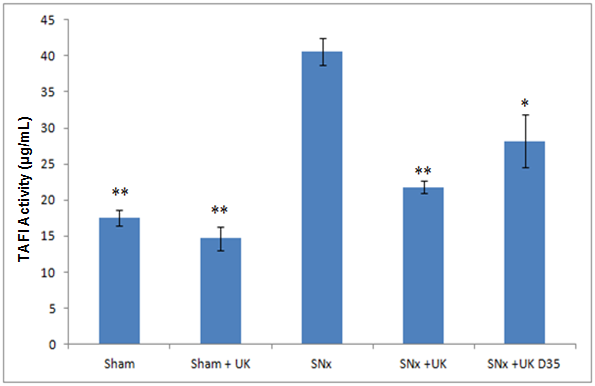 TAFI Activity (µg/mL)
45
40
35
30
25
20
15
10
5
0
**
**
**
*
Sham
Sham + UK
SNx
SNx +UK
SNx +UK D35